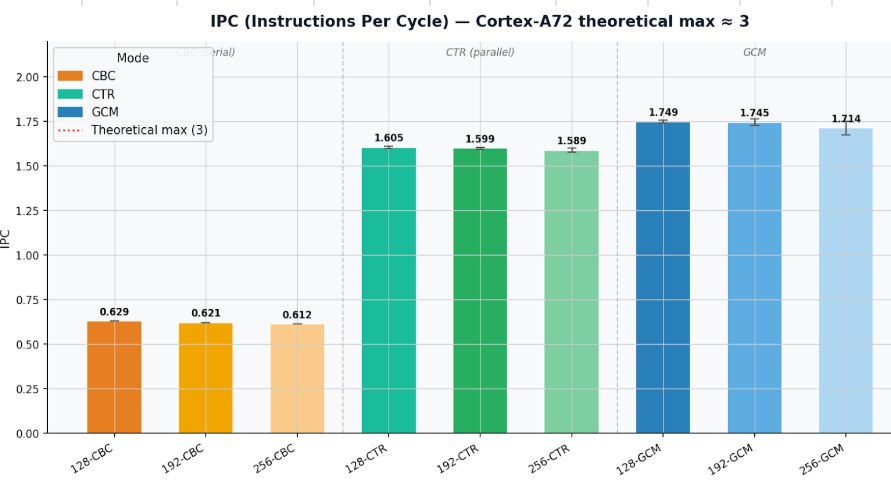 IPC (Instructions Per Cycle) — Cortex-A72 theoretical max ≈ 3
CBC (serial)
CTR (parallel)
GCM
Mode
CBC
CTR
GCM
Theoretical max (3)
IPC
2.00
1.75
1.50
1.25
1.00
0.75
0.50
0.25
0.00
0.629
0.621
0.612
1.605
1.599
1.589
1.749
1.745
1.714
128-CBC
192-CBC
256-CBC
128-CTR
192-CTR
256-CTR
128-GCM
192-GCM
256-GCM